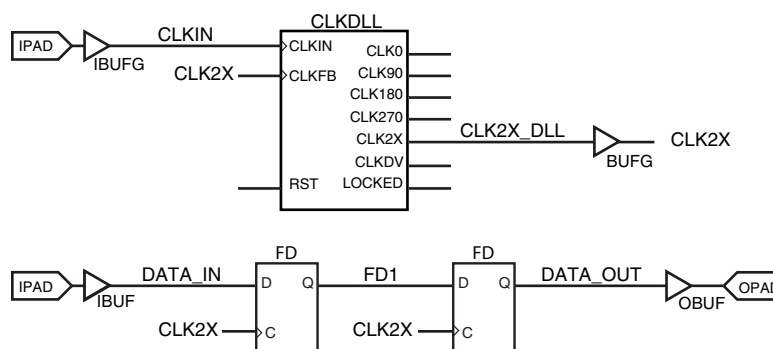 CLKDLL
IPAD
IBUFG
CLKIN
CLKIN
CLK0
CLK2X
CLKFB
CLK90
CLK180
CLK270
CLK2X
CLK2X_DLL
BUFG
CLK2X
CLKDV
RST
LOCKED
FD
FD
IPAD
IBUF
DATA_IN
D
Q
FD1
D
Q
DATA_OUT
OBUF
OPAD
CLK2X
C
CLK2X
C